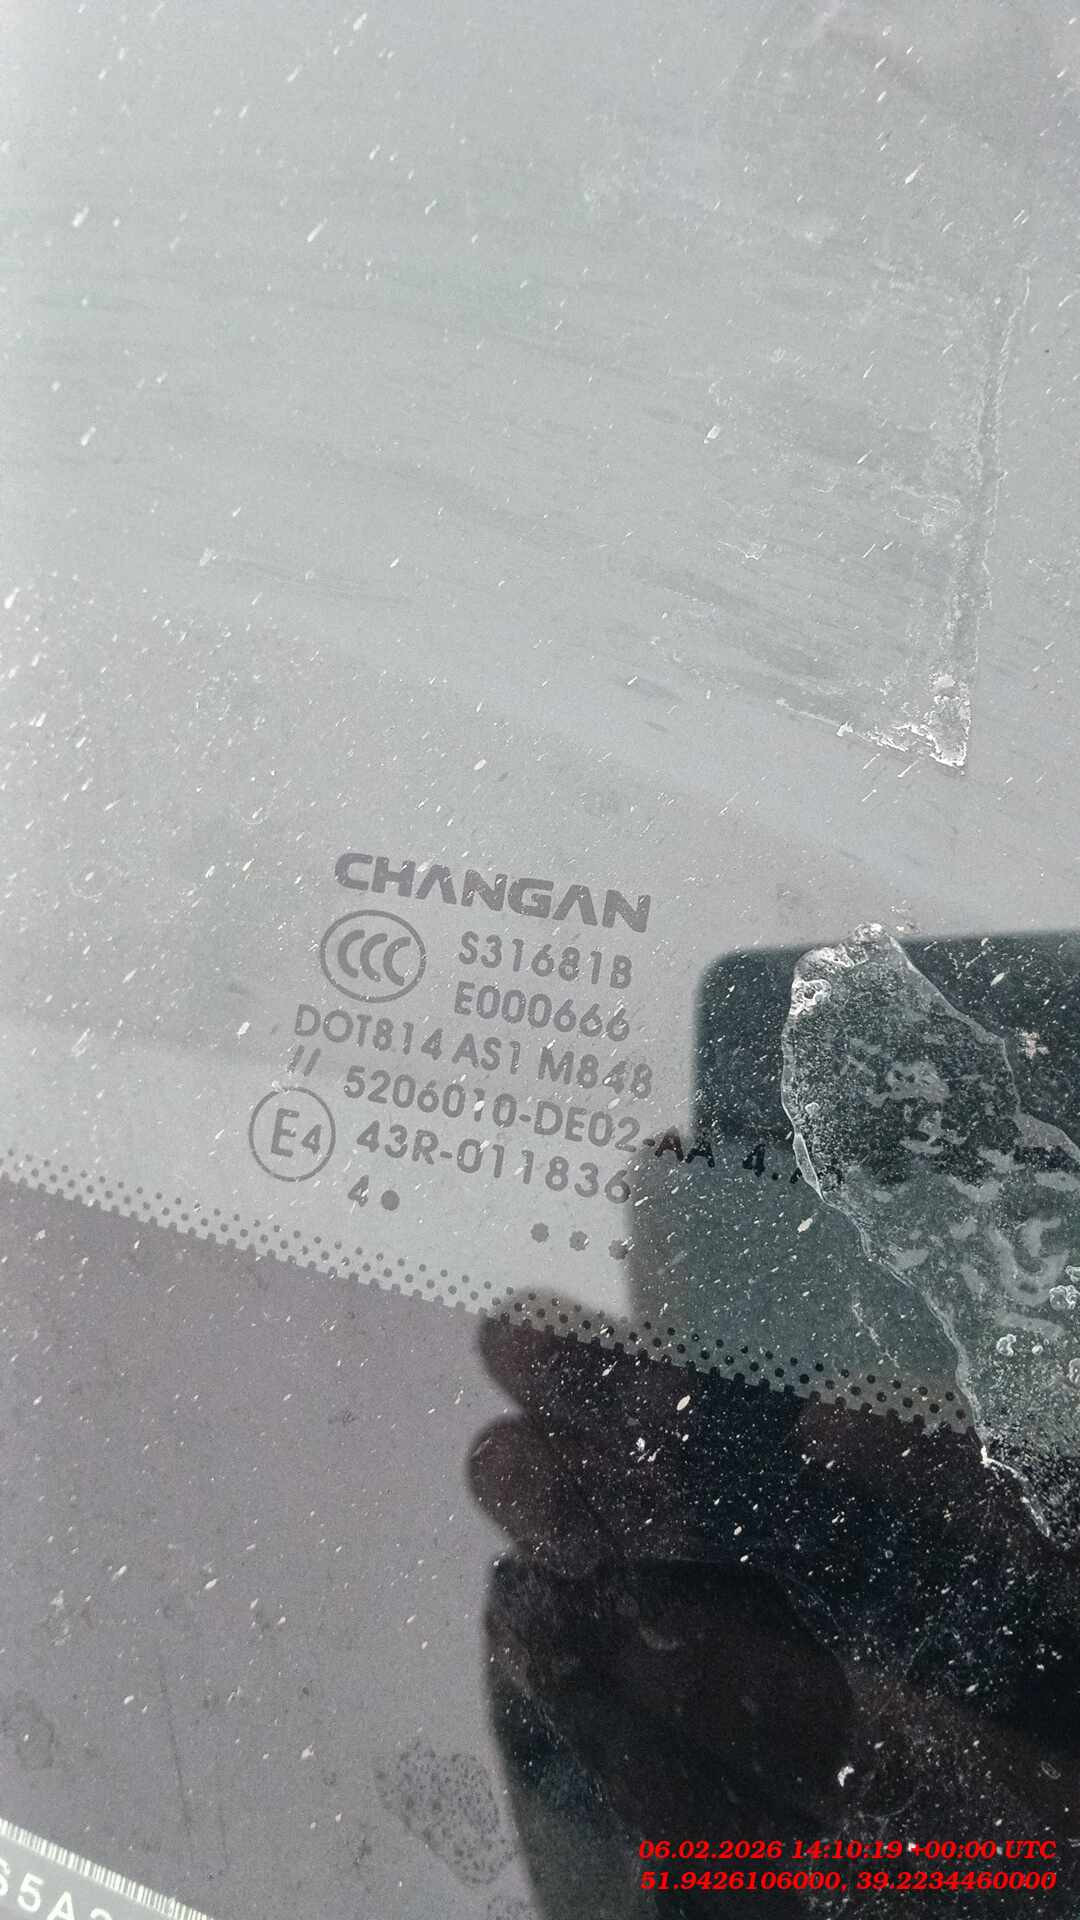 CHANGAN
CCC S31681B
E000666
DOT814 AS1 M848
// 5206010-DE02-AA
E4 43R-011836
4●
S5A
06.02.2026 14:10:19 +00:00 UTC
51.9426106000, 39.2234460000